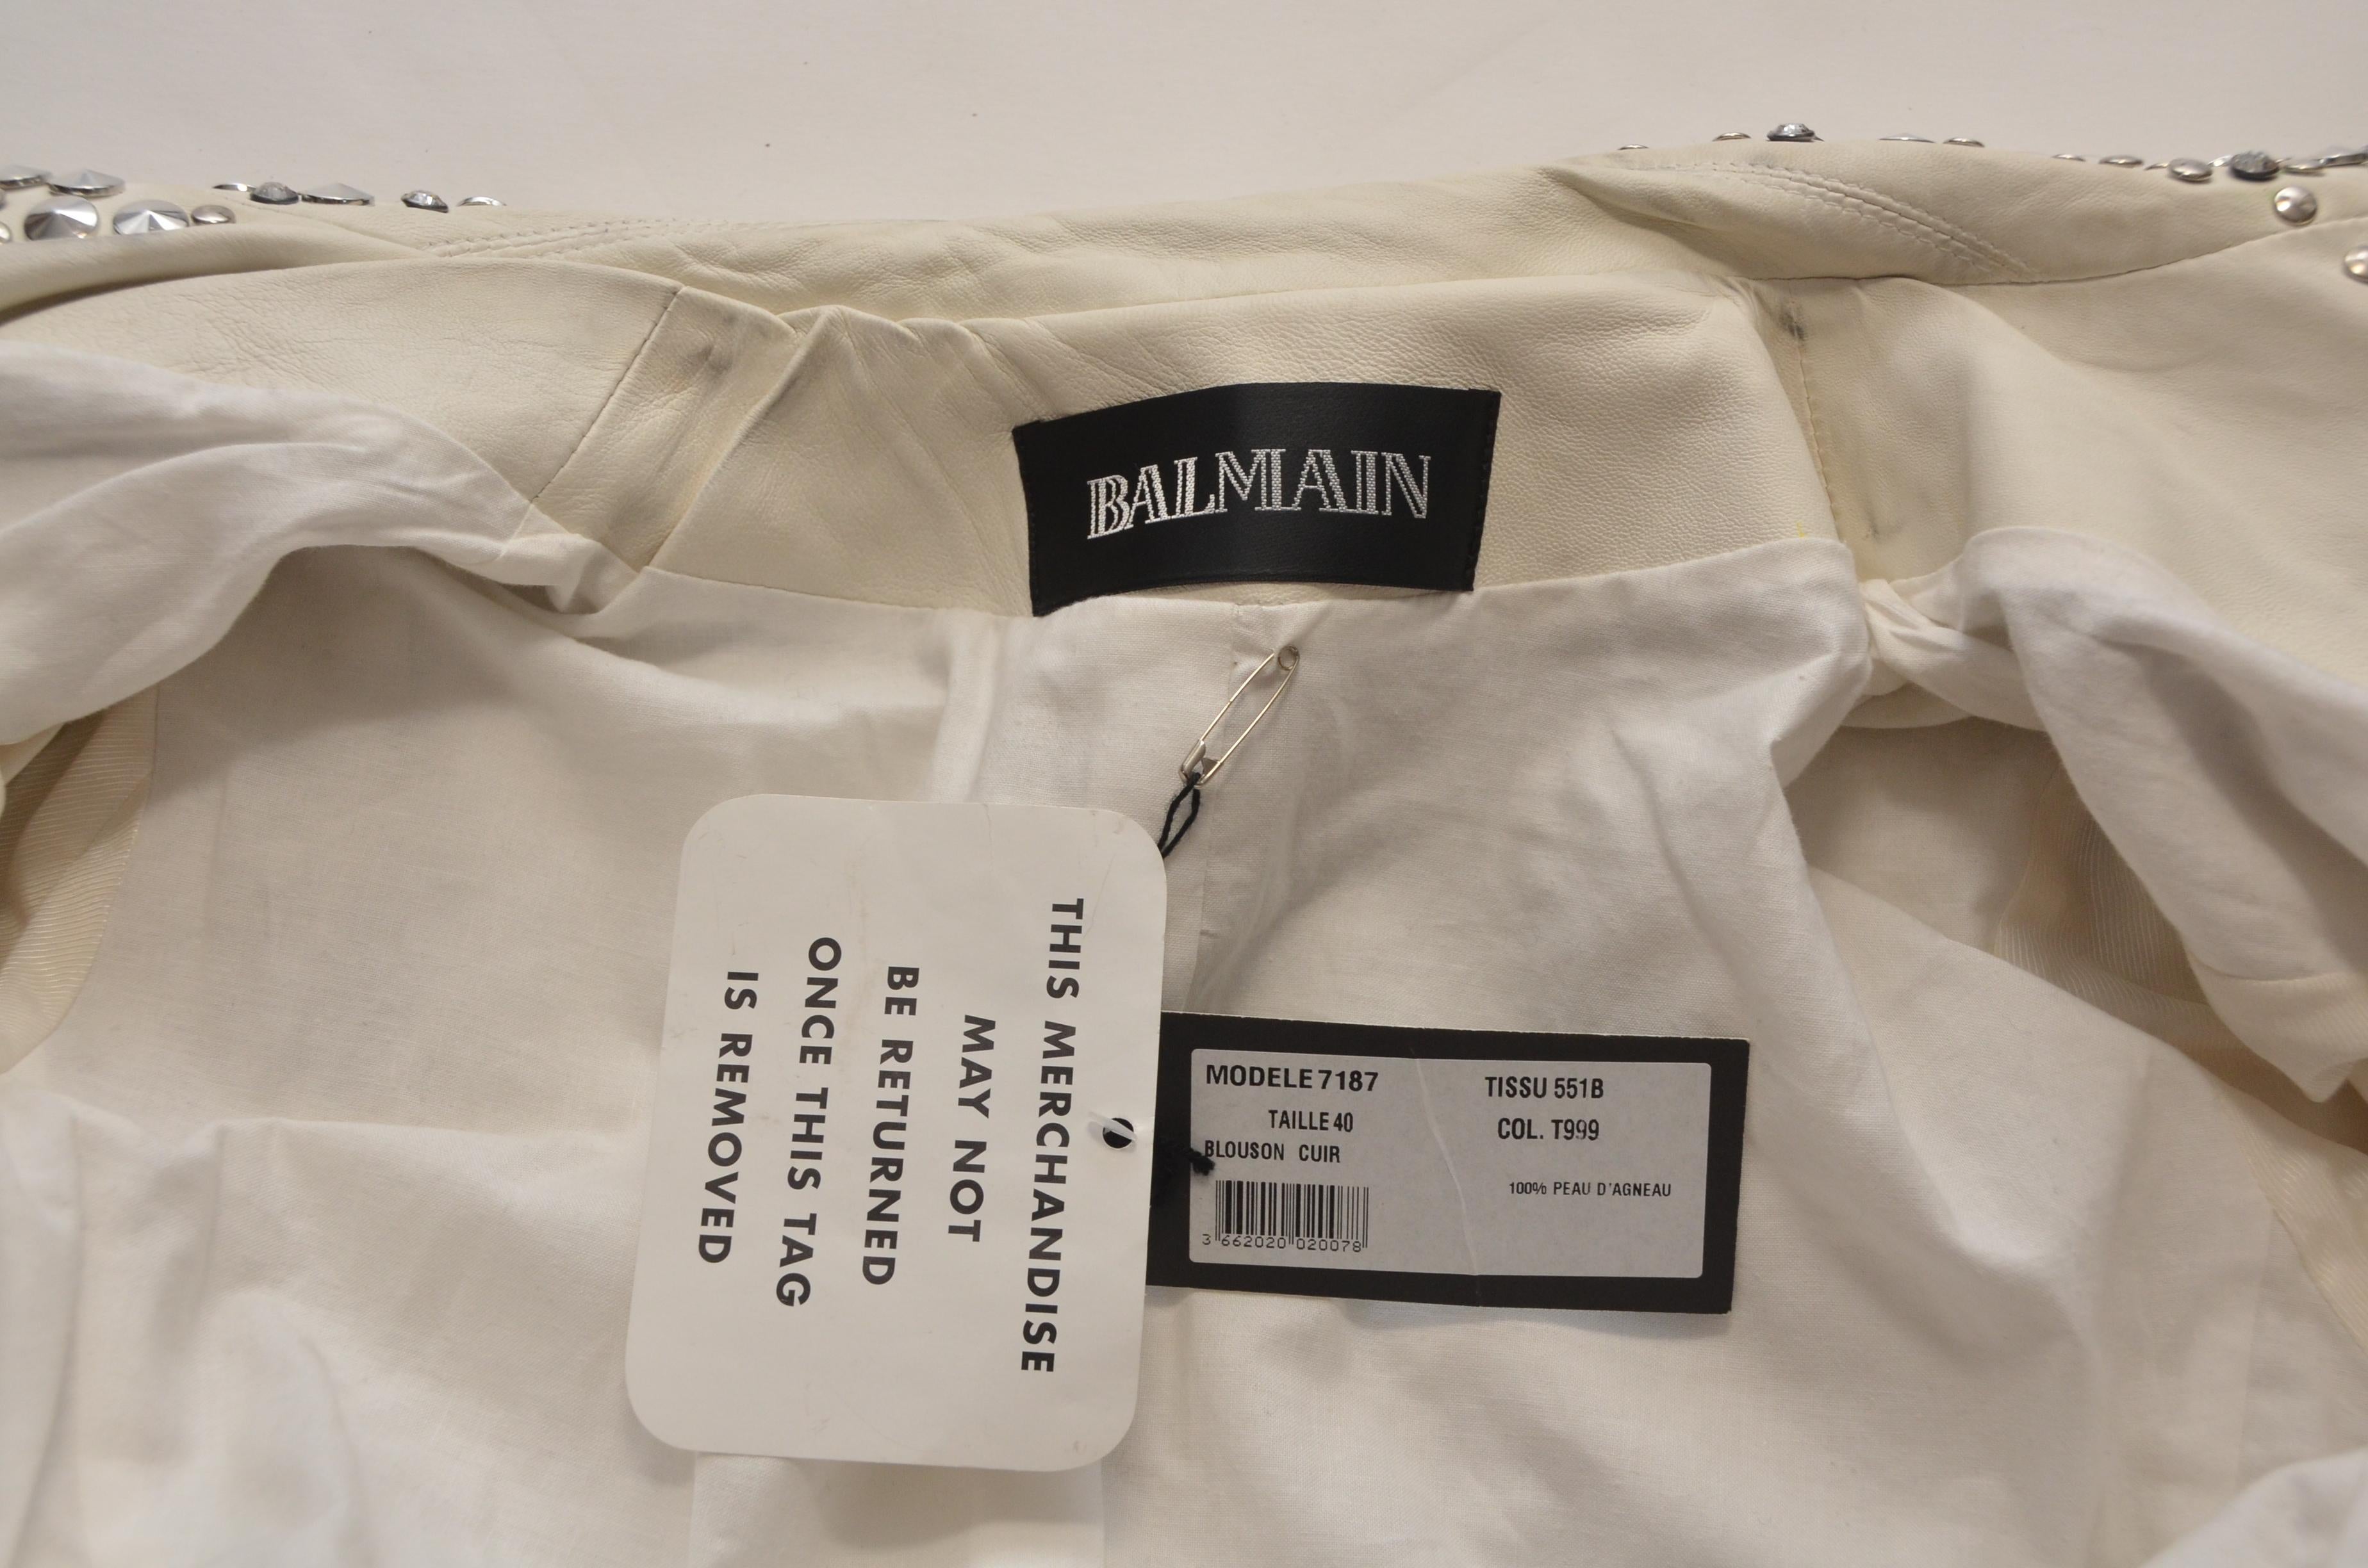 BALMAIN
THIS MERCHANDISE
MAY NOT
BE RETURNED
ONCE THIS TAG
IS REMOVED
MODELE 7187
TISSU 551B
TAILLE 40
COL. T999
BLOUSON CUIR
100% PEAU D'AGNEAU
3 662020 020078